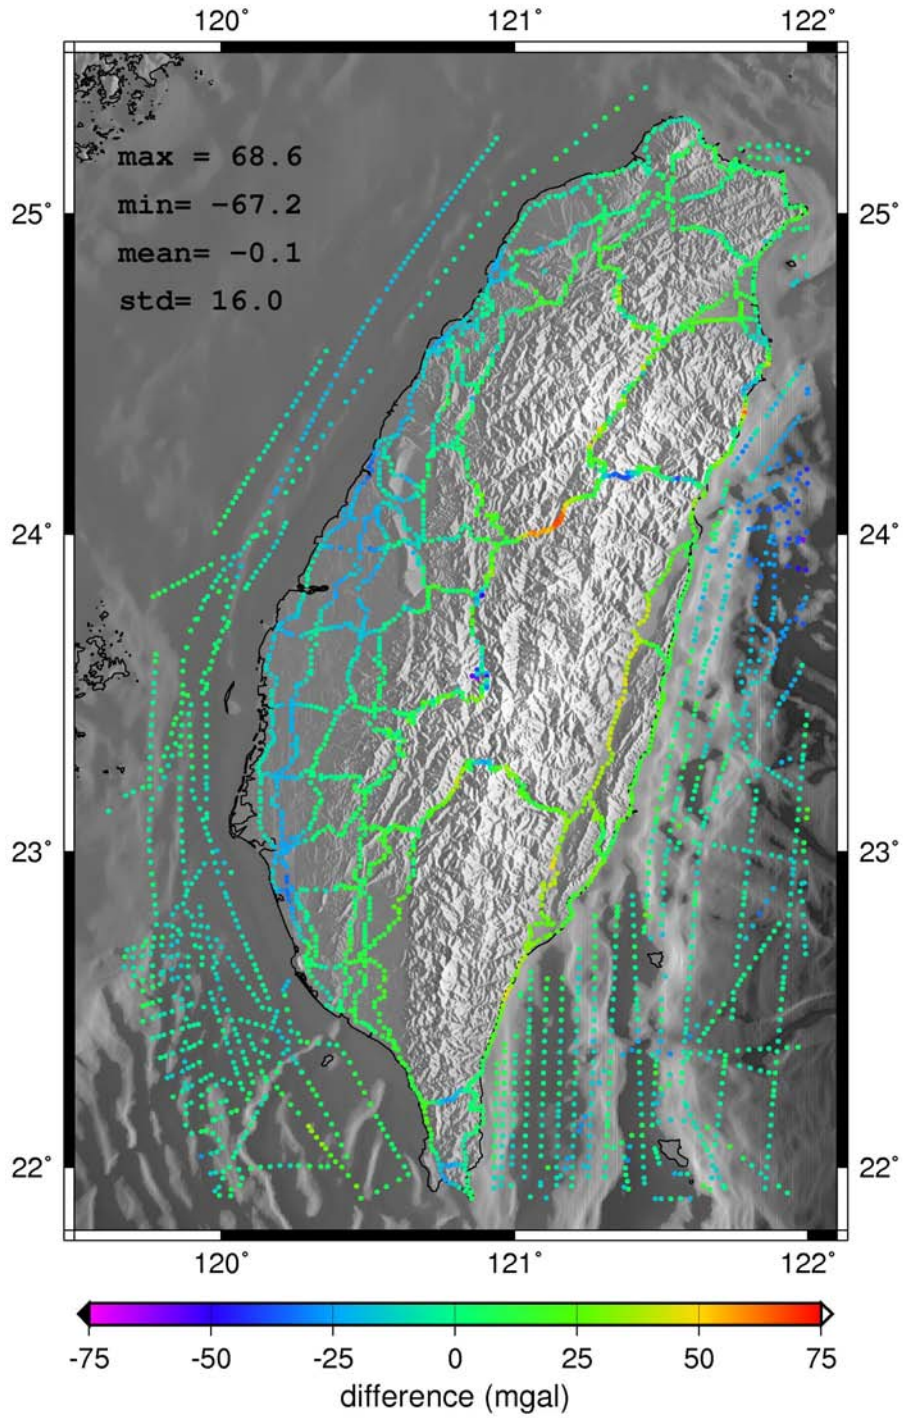 120˚ 121˚ 122˚
max = 68.6
25˚ 25˚
min= −67.2
mean= −0.1
std= 16.0
24˚ 24˚
23˚ 23˚
22˚ 22˚
120˚ 121˚ 122˚
-75 -50 -25 0 25 50 75
difference (mgal)